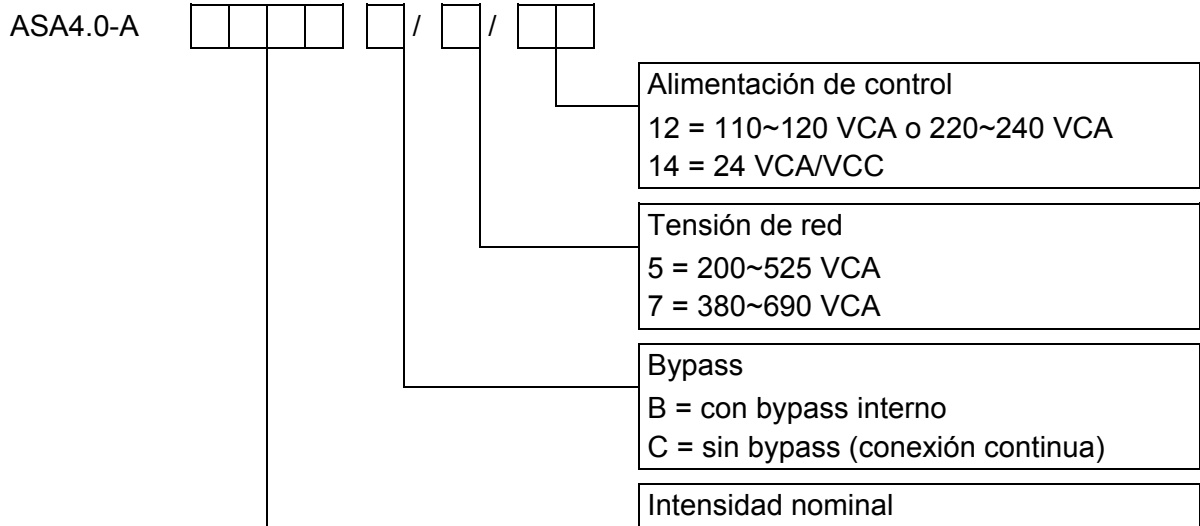 ASA4.0-A / /
Alimentación de control
12 = 110~120 VCA o 220~240 VCA
14 = 24 VCA/VCC
Tensión de red
5 = 200~525 VCA
7 = 380~690 VCA
Bypass
B = con bypass interno
C = sin bypass (conexión continua)
Intensidad nominal